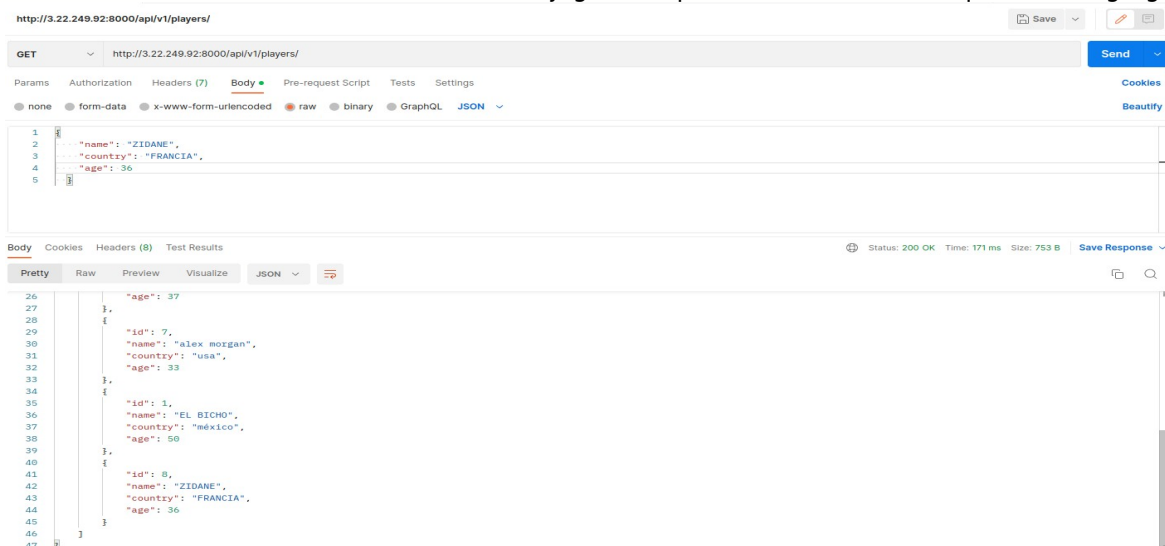 http://3.22.249.92:8000/api/v1/players/
Save
GET http://3.22.249.92:8000/api/v1/players/ Send
Params Authorization Headers (7) Body Pre-request Script Tests Settings Cookies
none form-data x-www-form-urlencoded raw binary GraphQL JSON Beautify
1 {
2 "name": "ZIDANE",
3 "country": "FRANCIA",
4 "age": 36
5 }
Body Cookies Headers (8) Test Results Status: 200 OK Time: 171 ms Size: 753 B Save Response
Pretty Raw Preview Visualize JSON
26 "age": 37
27 },
28 {
29 "id": 7,
30 "name": "alex morgan",
31 "country": "usa",
32 "age": 33
33 },
34 {
35 "id": 1,
36 "name": "EL BICHO",
37 "country": "méxico",
38 "age": 50
39 },
40 {
41 "id": 8,
42 "name": "ZIDANE",
43 "country": "FRANCIA",
44 "age": 36
45 }
46 ]
47 }